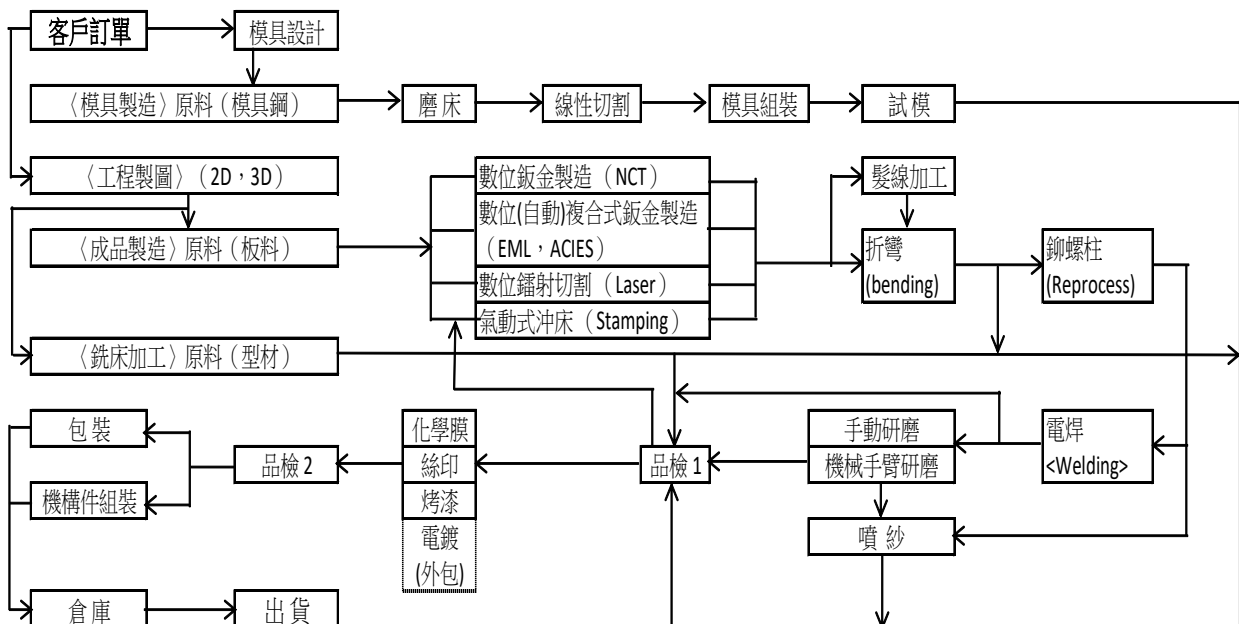 客戶訂單
模具設計
〈模具製造〉原料（模具鋼）
磨床
線性切割
模具組裝
試模
〈工程製圖〉（2D，3D）
數位鈑金製造（NCT）
髮線加工
數位(自動)複合式鈑金製造
（EML，ACIES）
〈成品製造〉原料（板料）
折彎
(bending)
鉚螺柱
(Reprocess)
數位鐳射切割（Laser）
氣動式沖床（Stamping）
〈銑床加工〉原料（型材）
包裝
化學膜
手動研磨
電焊
<Welding>
品檢 2
絲印
品檢 1
機械手臂研磨
機構件組裝
烤漆
電鍍
(外包)
噴紗
倉庫
出貨